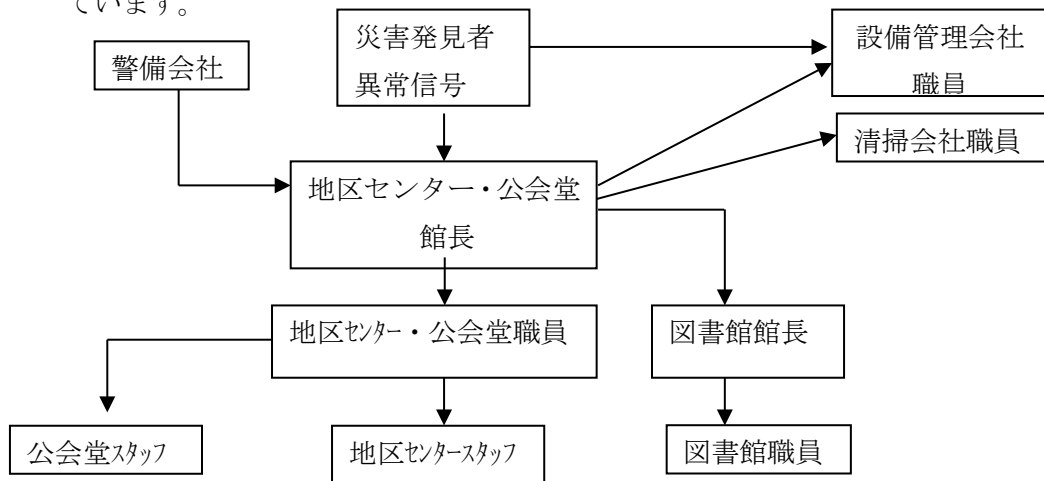 ています。
災害発見者
異常信号
設備管理会社
職員
警備会社
清掃会社職員
地区センター・公会堂
館長
地区ｾﾝﾀｰ・公会堂職員
図書館館長
公会堂ｽﾀｯﾌ
地区ｾﾝﾀｰｽﾀｯﾌ
図書館職員